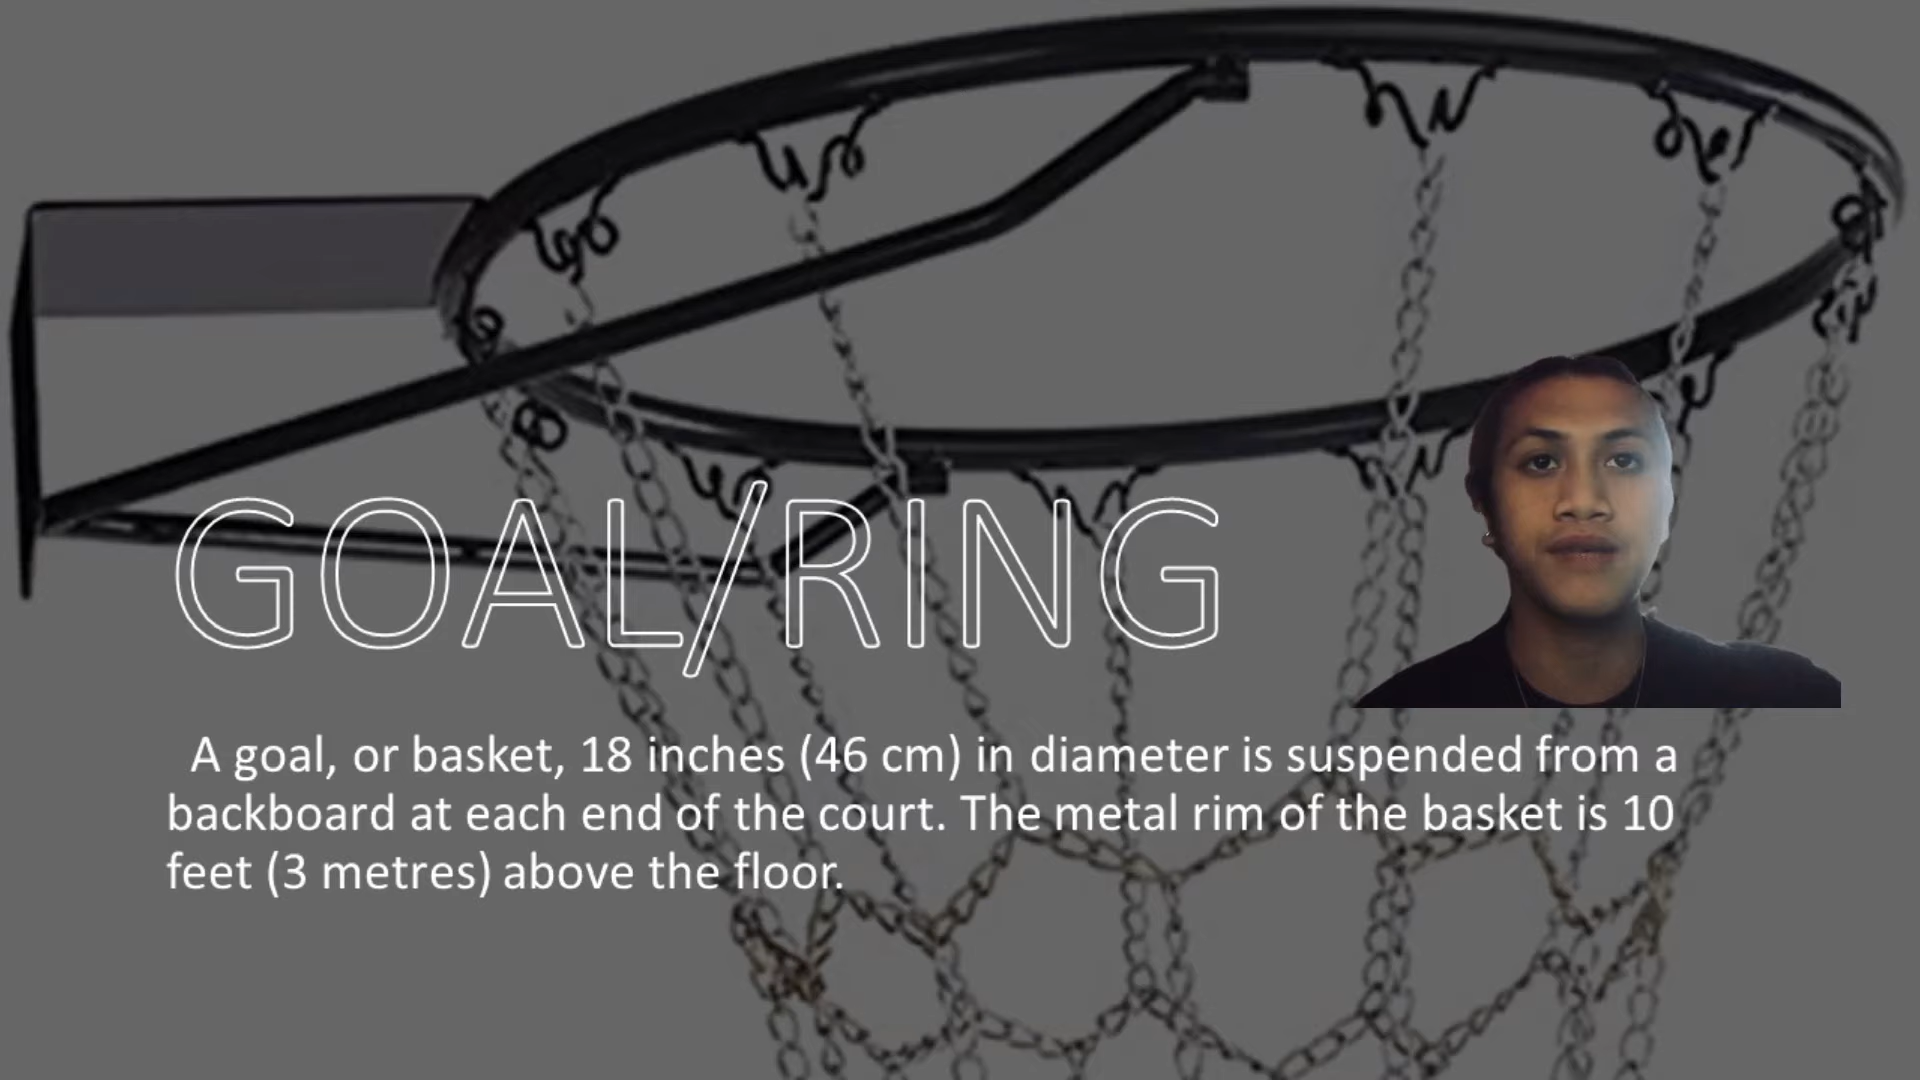 GOAL/RING
A goal, or basket, 18 inches (46 cm) in diameter is suspended from a
backboard at each end of the court. The metal rim of the basket is 10
feet (3 metres) above the floor.